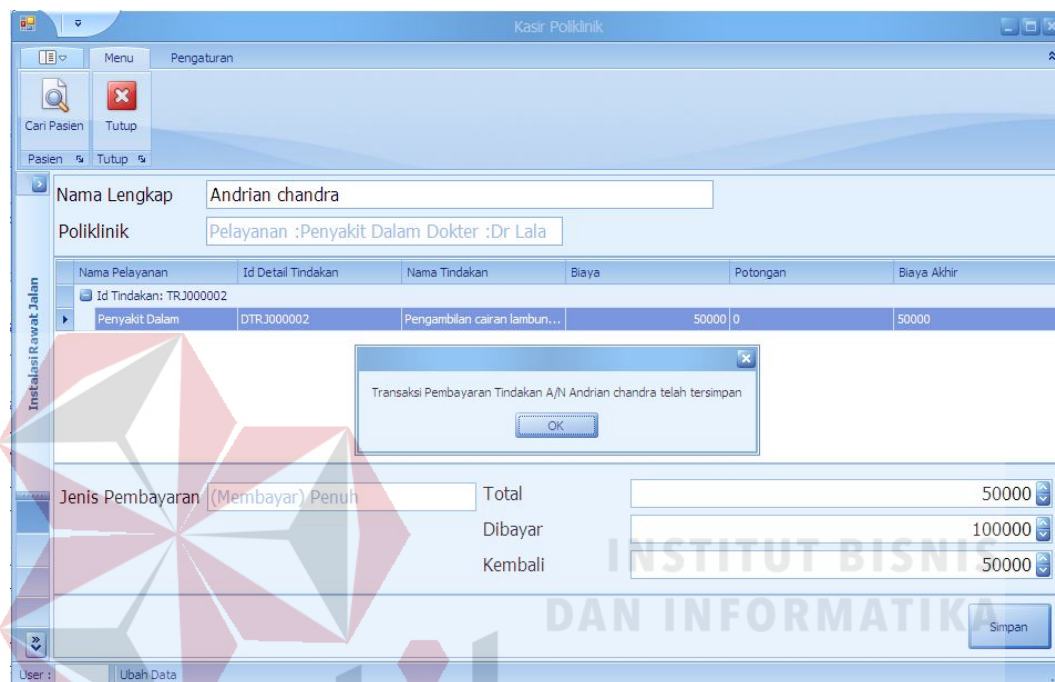 Kasir Poliklinik
Menu Pengaturan
Cari Pasien Tutup
Pasien Tutup
Instalasi Rawat Jalan
Nama Lengkap Andrian chandra
Poliklinik Pelayanan :Penyakit Dalam Dokter :Dr Lala
Nama Pelayanan Id Detail Tindakan Nama Tindakan Biaya Potongan Biaya Akhir
Id Tindakan: TRJ000002
Penyakit Dalam DTRJ000002 Pengambilan cairan lambun... 50000 0 50000
Transaksi Pembayaran Tindakan A/N Andrian chandra telah tersimpan
OK
Jenis Pembayaran (Membayar) Penuh Total 50000
Dibayar 100000
Kembali 50000
INSTITUT BISNIS
DAN INFORMATIKA
Simpan
User : Ubah Data